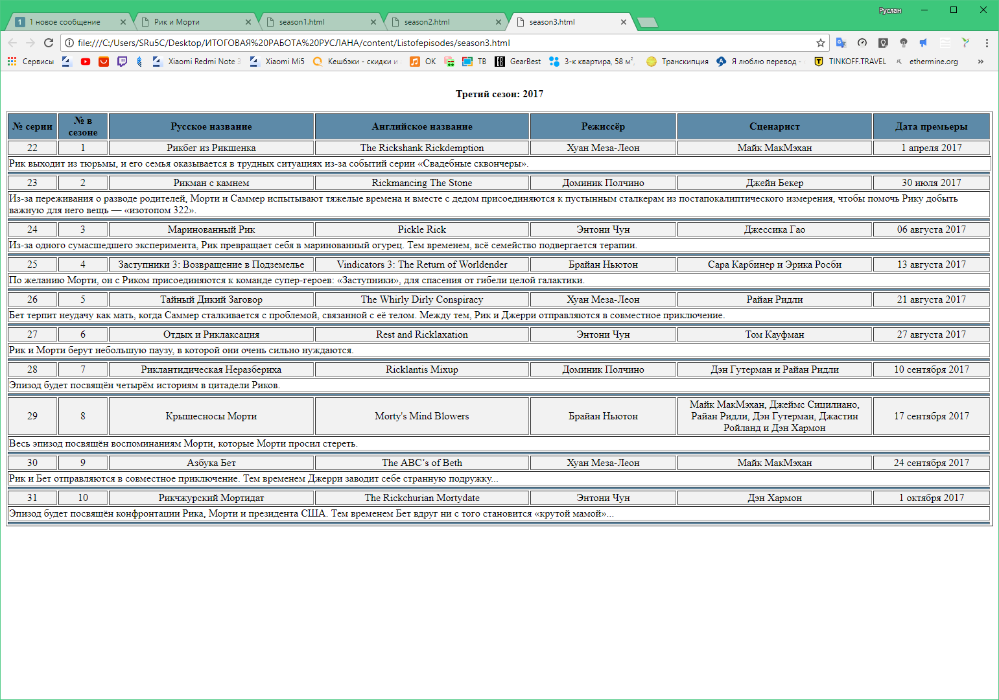 Руслан
1 1 новое сообщение
Рик и Морти
season1.html
season2.html
season3.html
file:///C:/Users/SRu5C/Desktop/ИТОГОВАЯ%20РАБОТА%20РУСЛАНА/content/Listofepisodes/season3.html
Сервисы Xiaomi Redmi Note 3 Xiaomi Mi5 Кешбэки - скидки и ОК ТВ GearBest 3-к квартира, 58 м², Транскипция Я люблю перевод - TINKOFF.TRAVEL ethermine.org »
Третий сезон: 2017
№ серии № в сезоне Русское название Английское название Режиссёр Сценарист Дата премьеры
22 1 Рикбег из Рикшенка The Rickshank Rickdemption Хуан Меза-Леон Майк МакМэхан 1 апреля 2017
Рик выходит из тюрьмы, и его семья оказывается в трудных ситуациях из-за событий серии «Свадебные сквончеры».
23 2 Рикман с камнем Rickmancing The Stone Доминик Полчино Джейн Бекер 30 июля 2017
Из-за переживания о разводе родителей, Морти и Саммер испытывают тяжелые времена и вместе с дедом присоединяются к пустынным сталкерам из постапокалиптического измерения, чтобы помочь Рику добыть
важную для него вещь — «изотопом 322».
24 3 Маринованный Рик Pickle Rick Энтони Чун Джессика Гао 06 августа 2017
Из-за одного сумасшедшего эксперимента, Рик превращает себя в маринованный огурец. Тем временем, всё семейство подвергается терапии.
25 4 Заступники 3: Возвращение в Подземелье Vindicators 3: The Return of Worldender Брайан Ньютон Сара Карбинер и Эрика Росби 13 августа 2017
По желанию Морти, он с Риком присоединяются к команде супер-героев: «Заступники», для спасения от гибели целой галактики.
26 5 Тайный Дикий Заговор The Whirly Dirly Conspiracy Хуан Меза-Леон Райан Ридли 21 августа 2017
Бет терпит неудачу как мать, когда Саммер сталкивается с проблемой, связанной с её телом. Между тем, Рик и Джерри отправляются в совместное приключение.
27 6 Отдых и Риклаксация Rest and Ricklaxation Энтони Чун Том Кауфман 27 августа 2017
Рик и Морти берут небольшую паузу, в которой они очень сильно нуждаются.
28 7 Риклантидическая Неразбериха Ricklantis Mixup Доминик Полчино Дэн Гутерман и Райан Ридли 10 сентября 2017
Эпизод будет посвящён четырём историям в цитадели Риков.
29 8 Крышесносы Морти Morty's Mind Blowers Брайан Ньютон Майк МакМэхан, Джеймс Сицилиано, Райан Ридли, Дэн Гутерман, Джастин Ройланд и Дэн Хармон 17 сентября 2017
Весь эпизод посвящён воспоминаниям Морти, которые Морти просил стереть.
30 9 Азбука Бет The ABC’s of Beth Хуан Меза-Леон Майк МакМэхан 24 сентября 2017
Рик и Бет отправляются в совместное приключение. Тем временем Джерри заводит себе странную подружку...
31 10 Рикчжурский Мортидат The Rickchurian Mortydate Энтони Чун Дэн Хармон 1 октября 2017
Эпизод будет посвящён конфронтации Рика, Морти и президента США. Тем временем Бет вдруг ни с того становится «крутой мамой»...